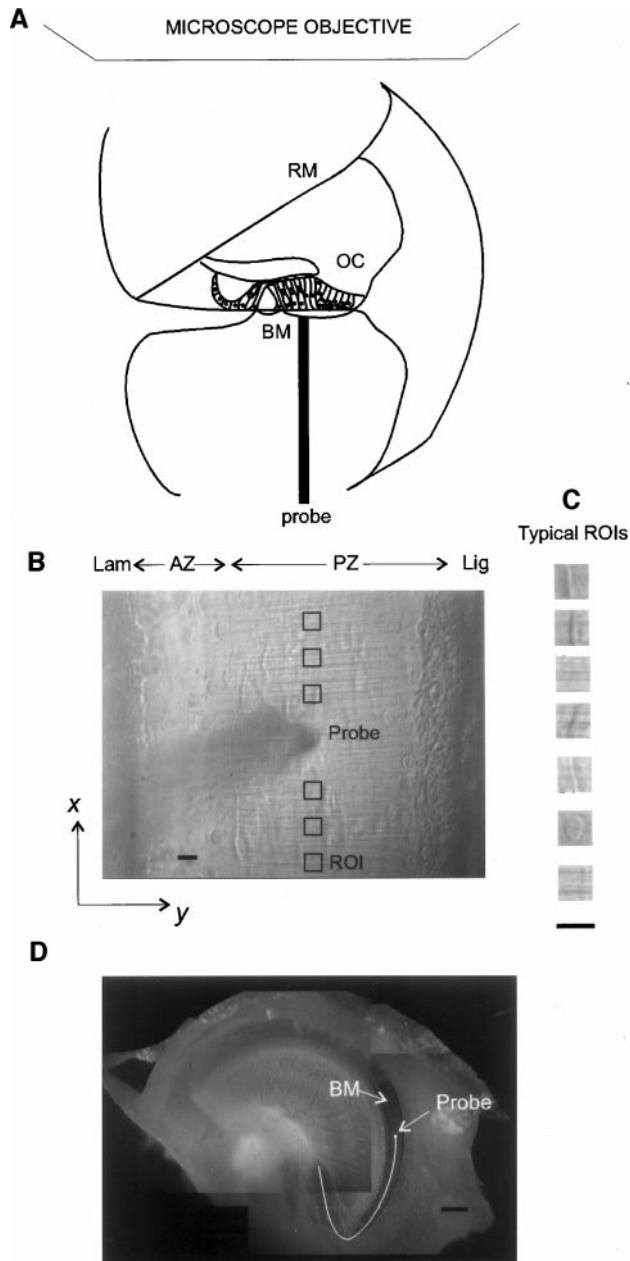 A
MICROSCOPE OBJECTIVE
RM
OC
BM
probe
C
Typical ROIs
B
Lam AZ PZ Lig
Probe
ROI
x
y
D
BM
Probe